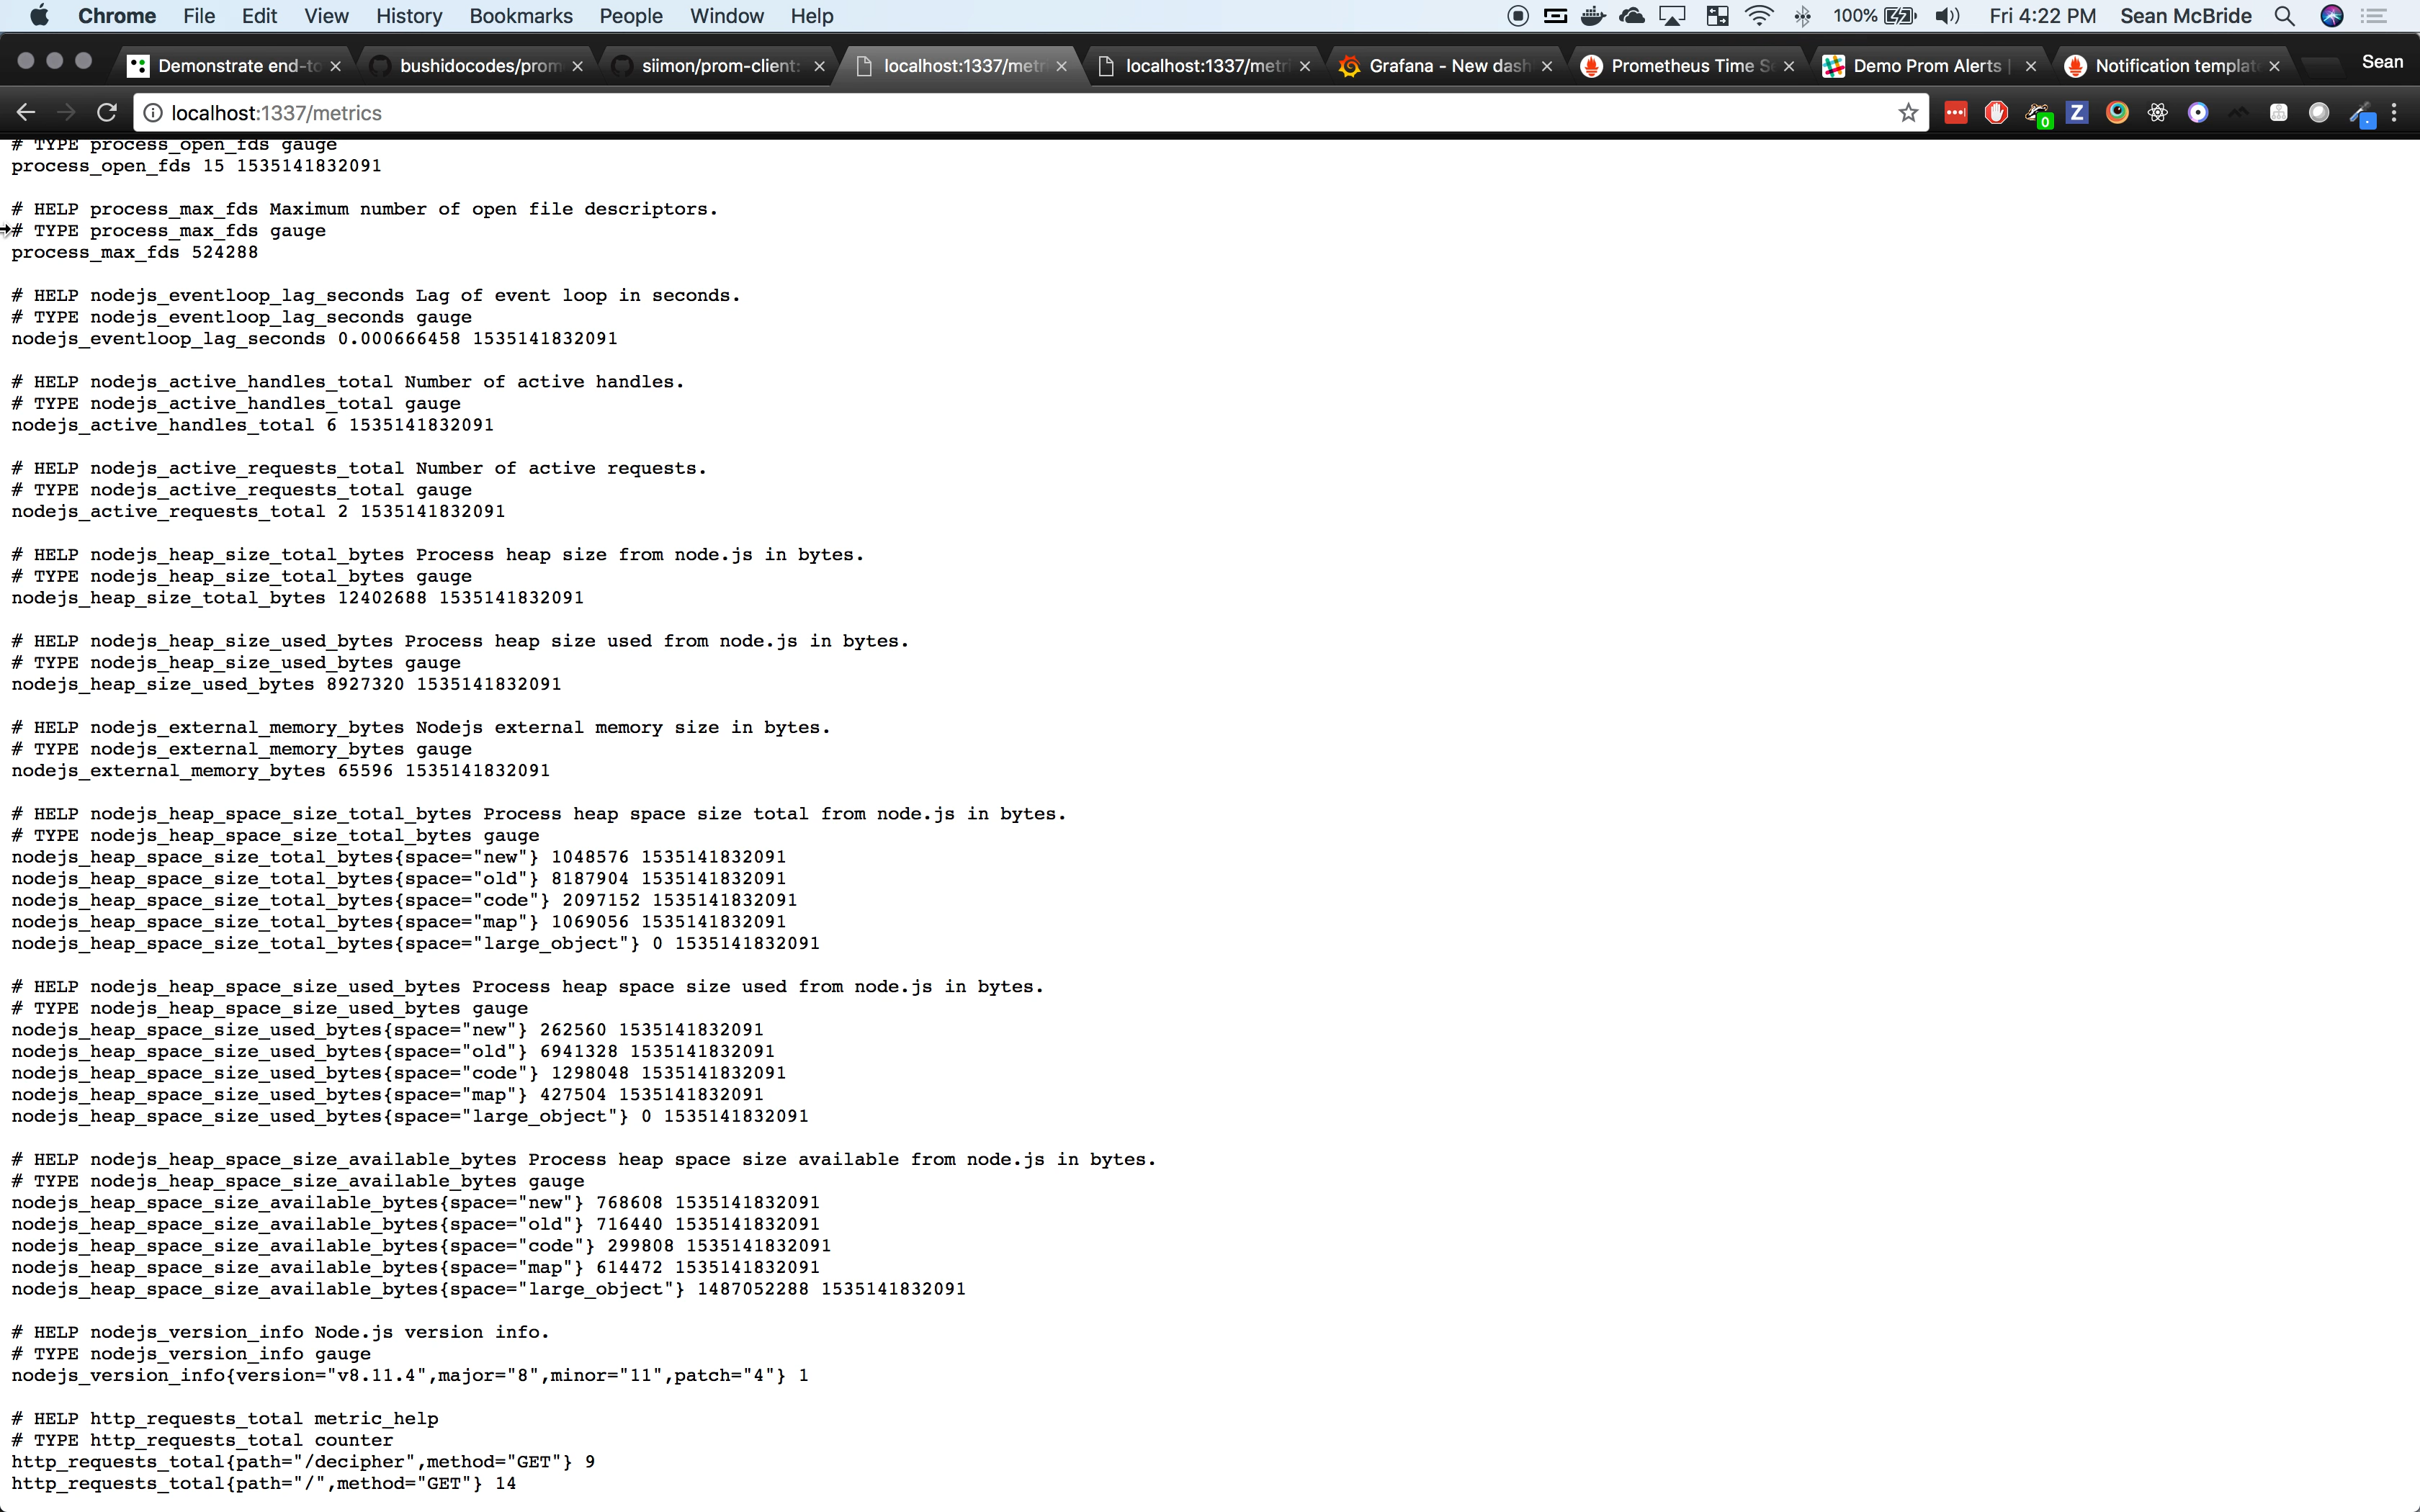 Chrome File Edit View History Bookmarks People Window Help 100% Fri 4:22 PM Sean McBride
Demonstrate end-to bushidocodes/prom siimon/prom-client: localhost:1337/metr localhost:1337/metr Grafana - New dash Prometheus Time S Demo Prom Alerts | Notification templat Sean
localhost:1337/metrics
# TYPE process_open_fds gauge
process_open_fds 15 1535141832091
# HELP process_max_fds Maximum number of open file descriptors.
# TYPE process_max_fds gauge
process_max_fds 524288
# HELP nodejs_eventloop_lag_seconds Lag of event loop in seconds.
# TYPE nodejs_eventloop_lag_seconds gauge
nodejs_eventloop_lag_seconds 0.000666458 1535141832091
# HELP nodejs_active_handles_total Number of active handles.
# TYPE nodejs_active_handles_total gauge
nodejs_active_handles_total 6 1535141832091
# HELP nodejs_active_requests_total Number of active requests.
# TYPE nodejs_active_requests_total gauge
nodejs_active_requests_total 2 1535141832091
# HELP nodejs_heap_size_total_bytes Process heap size from node.js in bytes.
# TYPE nodejs_heap_size_total_bytes gauge
nodejs_heap_size_total_bytes 12402688 1535141832091
# HELP nodejs_heap_size_used_bytes Process heap size used from node.js in bytes.
# TYPE nodejs_heap_size_used_bytes gauge
nodejs_heap_size_used_bytes 8927320 1535141832091
# HELP nodejs_external_memory_bytes Nodejs external memory size in bytes.
# TYPE nodejs_external_memory_bytes gauge
nodejs_external_memory_bytes 65596 1535141832091
# HELP nodejs_heap_space_size_total_bytes Process heap space size total from node.js in bytes.
# TYPE nodejs_heap_space_size_total_bytes gauge
nodejs_heap_space_size_total_bytes{space="new"} 1048576 1535141832091
nodejs_heap_space_size_total_bytes{space="old"} 8187904 1535141832091
nodejs_heap_space_size_total_bytes{space="code"} 2097152 1535141832091
nodejs_heap_space_size_total_bytes{space="map"} 1069056 1535141832091
nodejs_heap_space_size_total_bytes{space="large_object"} 0 1535141832091
# HELP nodejs_heap_space_size_used_bytes Process heap space size used from node.js in bytes.
# TYPE nodejs_heap_space_size_used_bytes gauge
nodejs_heap_space_size_used_bytes{space="new"} 262560 1535141832091
nodejs_heap_space_size_used_bytes{space="old"} 6941328 1535141832091
nodejs_heap_space_size_used_bytes{space="code"} 1298048 1535141832091
nodejs_heap_space_size_used_bytes{space="map"} 427504 1535141832091
nodejs_heap_space_size_used_bytes{space="large_object"} 0 1535141832091
# HELP nodejs_heap_space_size_available_bytes Process heap space size available from node.js in bytes.
# TYPE nodejs_heap_space_size_available_bytes gauge
nodejs_heap_space_size_available_bytes{space="new"} 768608 1535141832091
nodejs_heap_space_size_available_bytes{space="old"} 716440 1535141832091
nodejs_heap_space_size_available_bytes{space="code"} 299808 1535141832091
nodejs_heap_space_size_available_bytes{space="map"} 614472 1535141832091
nodejs_heap_space_size_available_bytes{space="large_object"} 1487052288 1535141832091
# HELP nodejs_version_info Node.js version info.
# TYPE nodejs_version_info gauge
nodejs_version_info{version="v8.11.4",major="8",minor="11",patch="4"} 1
# HELP http_requests_total metric_help
# TYPE http_requests_total counter
http_requests_total{path="/decipher",method="GET"} 9
http_requests_total{path="/",method="GET"} 14